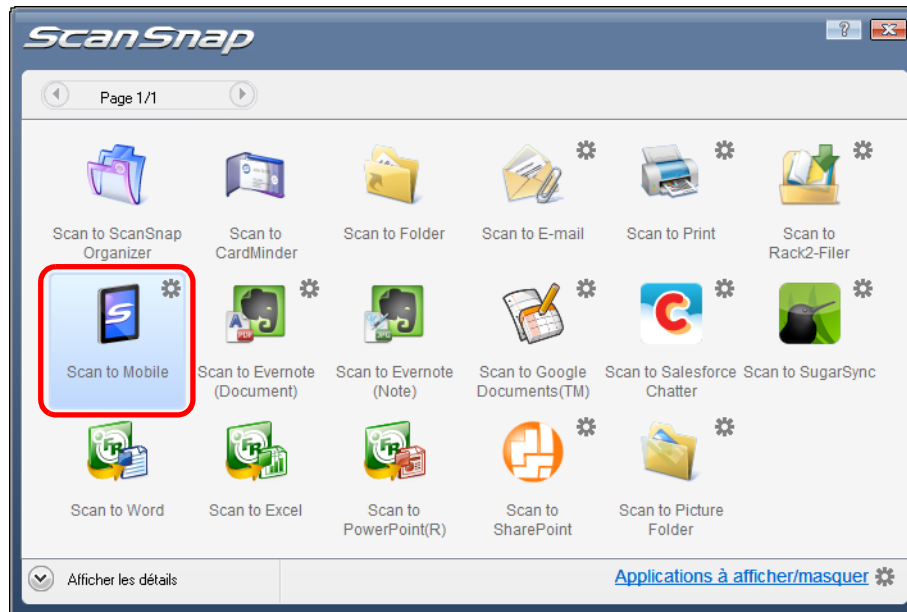 ScanSnap
Page 1/1
Scan to ScanSnap
Organizer
Scan to
CardMinder
Scan to Folder
Scan to E-mail
Scan to Print
Scan to
Rack2-Filer
Scan to Mobile
Scan to Evernote
(Document)
Scan to Evernote
(Note)
Scan to Google
Documents(TM)
Scan to Salesforce
Chatter
Scan to SugarSync
Scan to Word
Scan to Excel
Scan to
PowerPoint(R)
Scan to
SharePoint
Scan to Picture
Folder
Afficher les détails
Applications à afficher/masquer